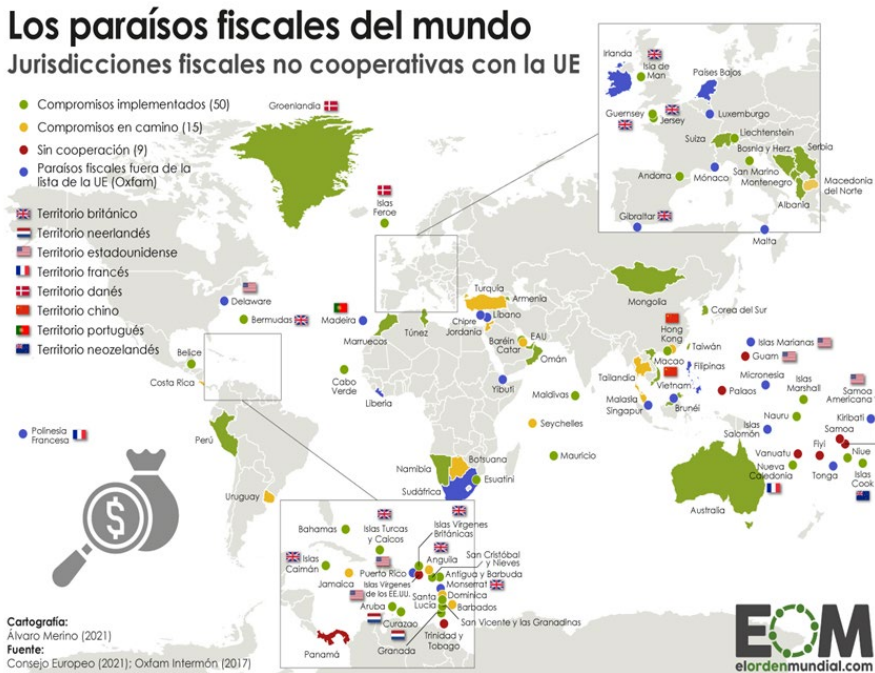 Los paraísos fiscales del mundo
Jurisdicciones fiscales no cooperativas con la UE
Compromisos implementados (50)
Compromisos en camino (15)
Sin cooperación (9)
Paraísos fiscales fuera de la
lista de la UE (Oxfam)
Territorio británico
Territorio neerlandés
Territorio estadounidense
Territorio francés
Territorio danés
Territorio chino
Territorio portugués
Territorio neozelandés
Groenlandia
Islas
Feroe
Irlanda
Isla de
Man
Países Bajos
Guernsey
Jersey
Luxemburgo
Suiza
Liechtenstein
Bosnia y Herz.
Serbia
Andorra
Mónaco
San Marino
Montenegro
Macedonia
del Norte
Albania
Gibraltar
Malta
Delaware
Bermudas
Madeira
Belice
Costa Rica
Polinesia
Francesa
Perú
Uruguay
Marruecos
Túnez
Cabo
Verde
Liberia
Turquía
Armenia
Chipre
Líbano
Jordania
Baréin
Catar
EAU
Omán
Yibuti
Maldivas
Seychelles
Mauricio
Namibia
Botsuana
Sudáfrica
Esuatini
Mongolia
Corea del Sur
Hong
Kong
Taiwán
Macao
Tailandia
Vietnam
Filipinas
Malasia
Singapur
Brunéi
Islas Marianas
Guam
Palaos
Micronesia
Islas
Marshall
Samoa
Americana
Nauru
Kiribati
Islas
Salomón
Samoa
Vanuatu
Fiyi
Niue
Nueva
Caledonia
Tonga
Islas
Cook
Australia
Bahamas
Islas Turcas
y Caicos
Islas Vírgenes
Británicas
Islas
Caimán
Anguila
San Cristóbal
y Nieves
Jamaica
Puerto Rico
Antigua y Barbuda
Islas Vírgenes
de los EE.UU.
Monserrat
Dominica
Aruba
Santa
Lucía
Barbados
Curazao
San Vicente y las Granadinas
Granada
Trinidad y
Tobago
Panamá
Cartografía:
Álvaro Merino (2021)
Fuente:
Consejo Europeo (2021); Oxfam Intermón (2017)
EOM
elordenmundial.com